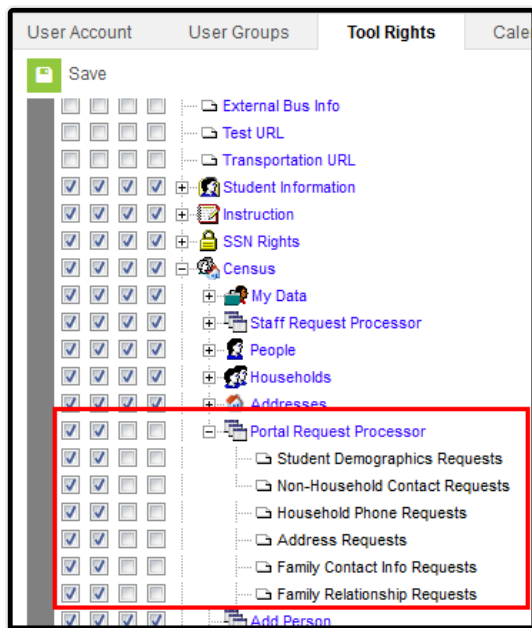 User Account User Groups Tool Rights Cale
Save
External Bus Info
Test URL
Transportation URL
Student Information
Instruction
SSN Rights
Census
My Data
Staff Request Processor
People
Households
Addresses
Portal Request Processor
Student Demographics Requests
Non-Household Contact Requests
Household Phone Requests
Address Requests
Family Contact Info Requests
Family Relationship Requests
Add Person